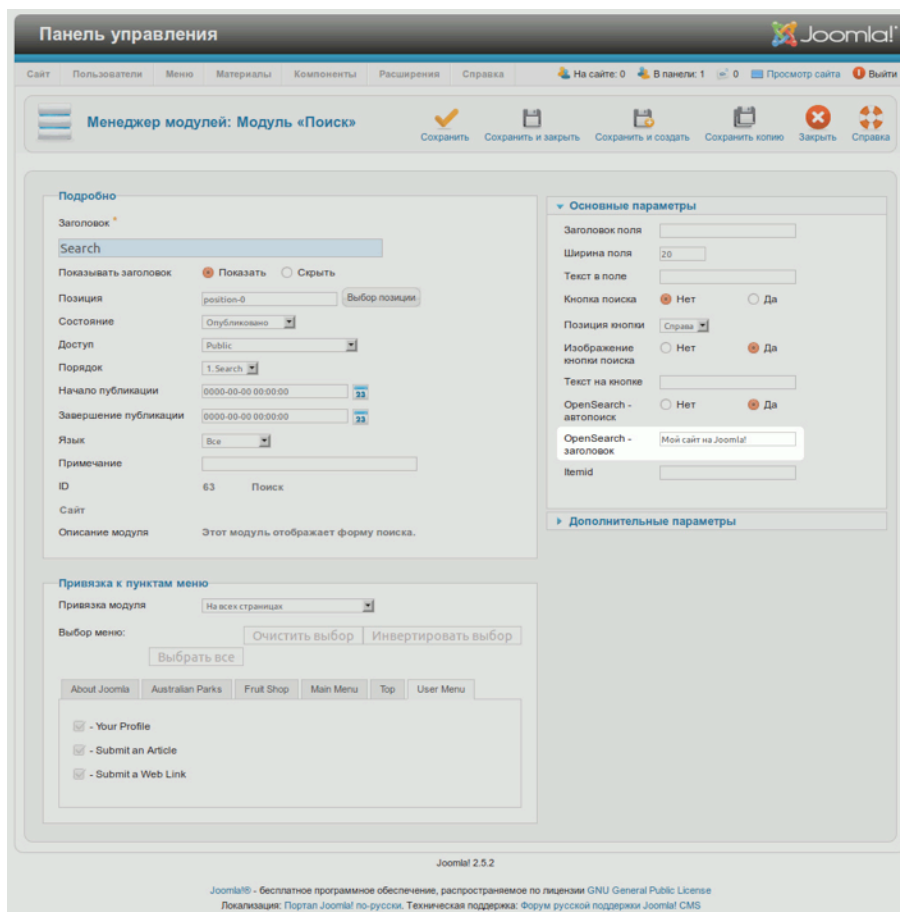 Панель управления
Joomla!
Сайт Пользователи Меню Материалы Компоненты Расширения Справка На сайте: 0 В панели: 1 0 Просмотр сайта Выйти
Менеджер модулей: Модуль «Поиск»
Сохранить Сохранить и закрыть Сохранить и создать Сохранить копию Закрыть Справка
Подробно
Заголовок *
Search
Показывать заголовок Показать Скрыть
Позиция position-0 Выбор позиции
Состояние Опубликовано
Доступ Public
Порядок 1. Search
Начало публикации 0000-00-00 00:00:00 23
Завершение публикации 0000-00-00 00:00:00 23
Язык Все
Примечание
ID 63 Поиск
Сайт
Описание модуля Этот модуль отображает форму поиска.
Основные параметры
Заголовок поля
Ширина поля 20
Текст в поле
Кнопка поиска Нет Да
Позиция кнопки Справа
Изображение Нет Да
кнопки поиска
Текст на кнопке
OpenSearch - Нет Да
автопоиск
OpenSearch - Мой сайт на Joomla!
заголовок
Itemid
Дополнительные параметры
Привязка к пунктам меню
Привязка модуля На всех страницах
Выбор меню: Очистить выбор Инвертировать выбор
Выбрать все
About Joomla Australian Parks Fruit Shop Main Menu Top User Menu
- Your Profile
- Submit an Article
- Submit a Web Link
Joomla! 2.5.2
Joomla!® - бесплатное программное обеспечение, распространяемое по лицензии GNU General Public License
Локализация: Портал Joomla! по-русски. Техническая поддержка: Форум русской поддержки Joomla! CMS